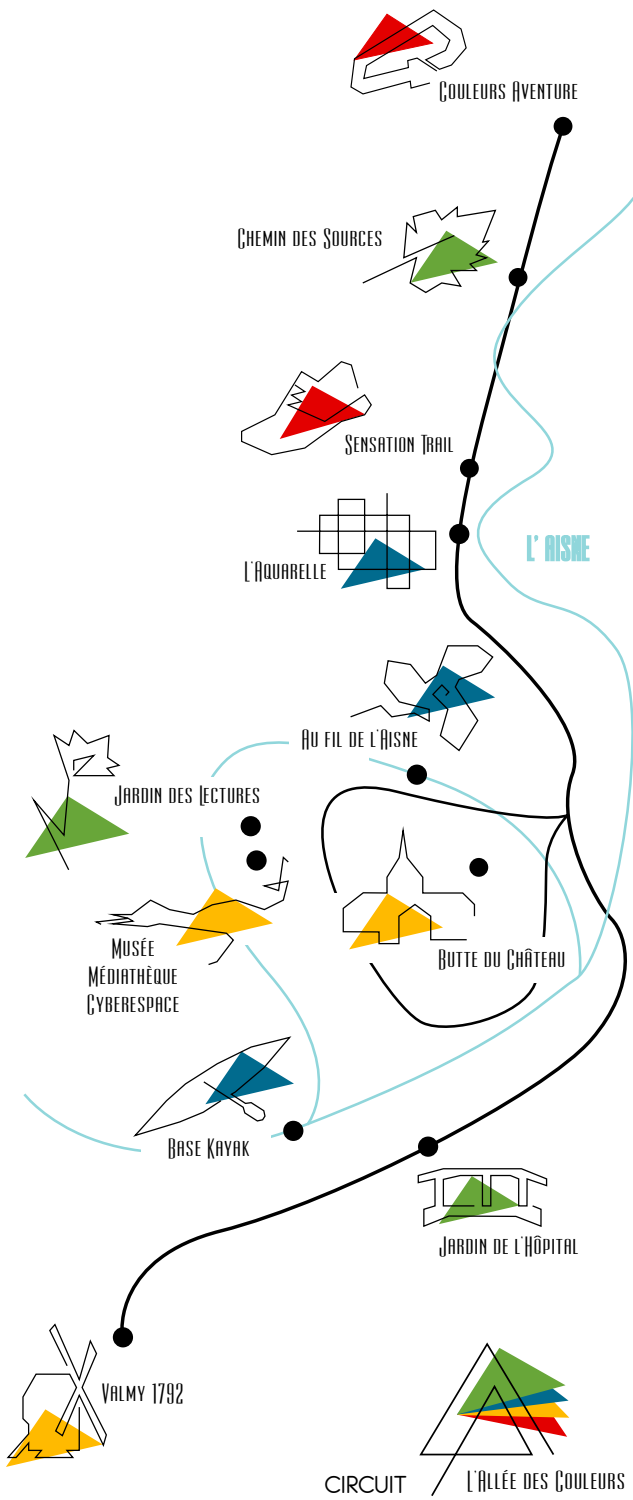 Couleurs Aventure
Chemin des Sources
Sensation Trail
L'Aquarelle
L' AISNE
Au fil de l'Aisne
Jardin des Lectures
Musée
Médiathèque
Cyberespace
Butte du Château
Base Kayak
Jardin de l'Hôpital
Valmy 1792
CIRCUIT L'Allée des Couleurs